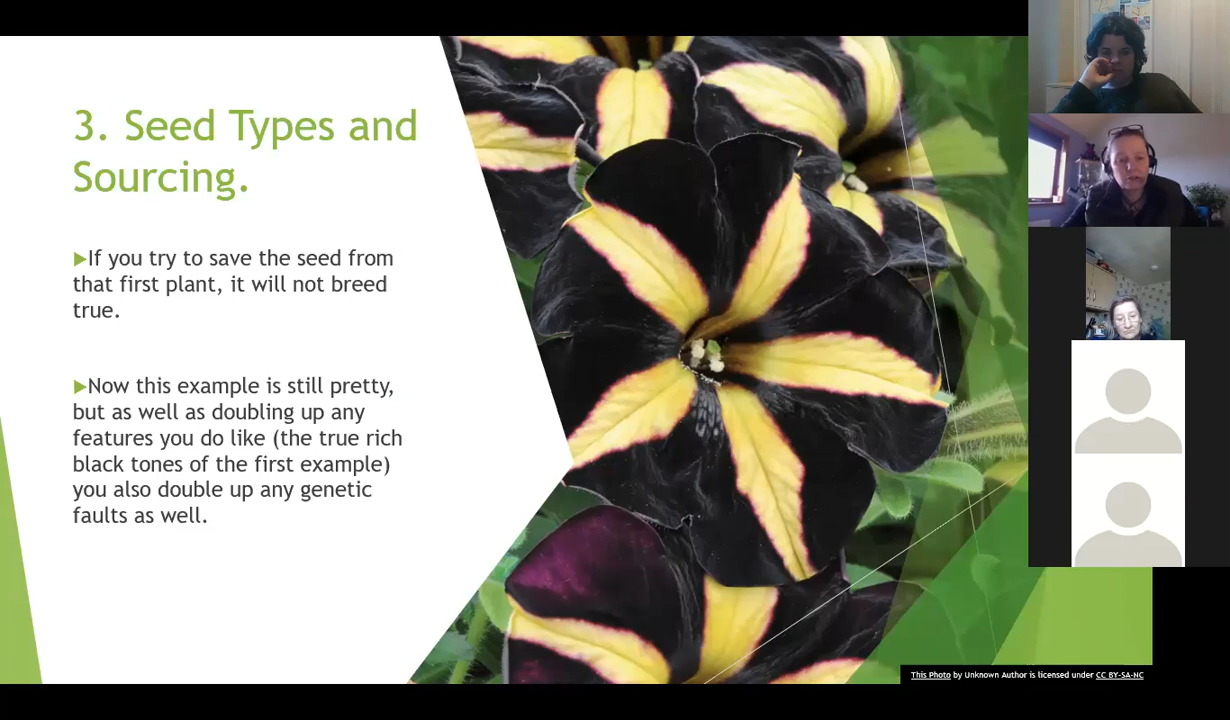 3. Seed Types and
Sourcing.
If you try to save the seed from
that first plant, it will not breed
true.
Now this example is still pretty,
but as well as doubling up any
features you do like (the true rich
black tones of the first example)
you also double up any genetic
faults as well.
This Photo by Unknown Author is licensed under CC BY-SA-NC